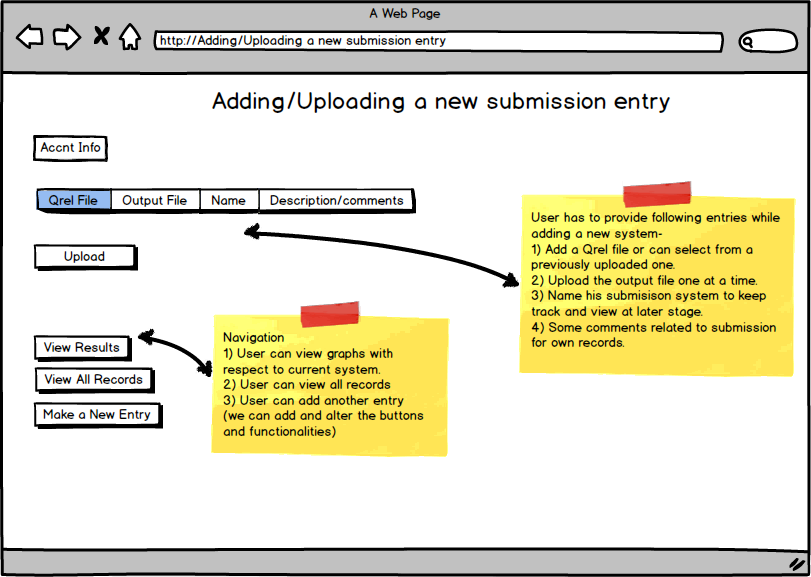 A Web Page
http://Adding/Uploading a new submission entry
Adding/Uploading a new submission entry
Accnt Info
Qrel File Output File Name Description/comments
Upload
User has to provide following entries while
adding a new system-
1) Add a Qrel file or can select from a
previously uploaded one.
2) Upload the output file one at a time.
3) Name his submisison system to keep
track and view at later stage.
4) Some comments related to submission
for own records.
View Results
View All Records
Make a New Entry
Navigation
1) User can view graphs with
respect to current system.
2) User can view all records
3) User can add another entry
(we can add and alter the buttons
and functionalities)